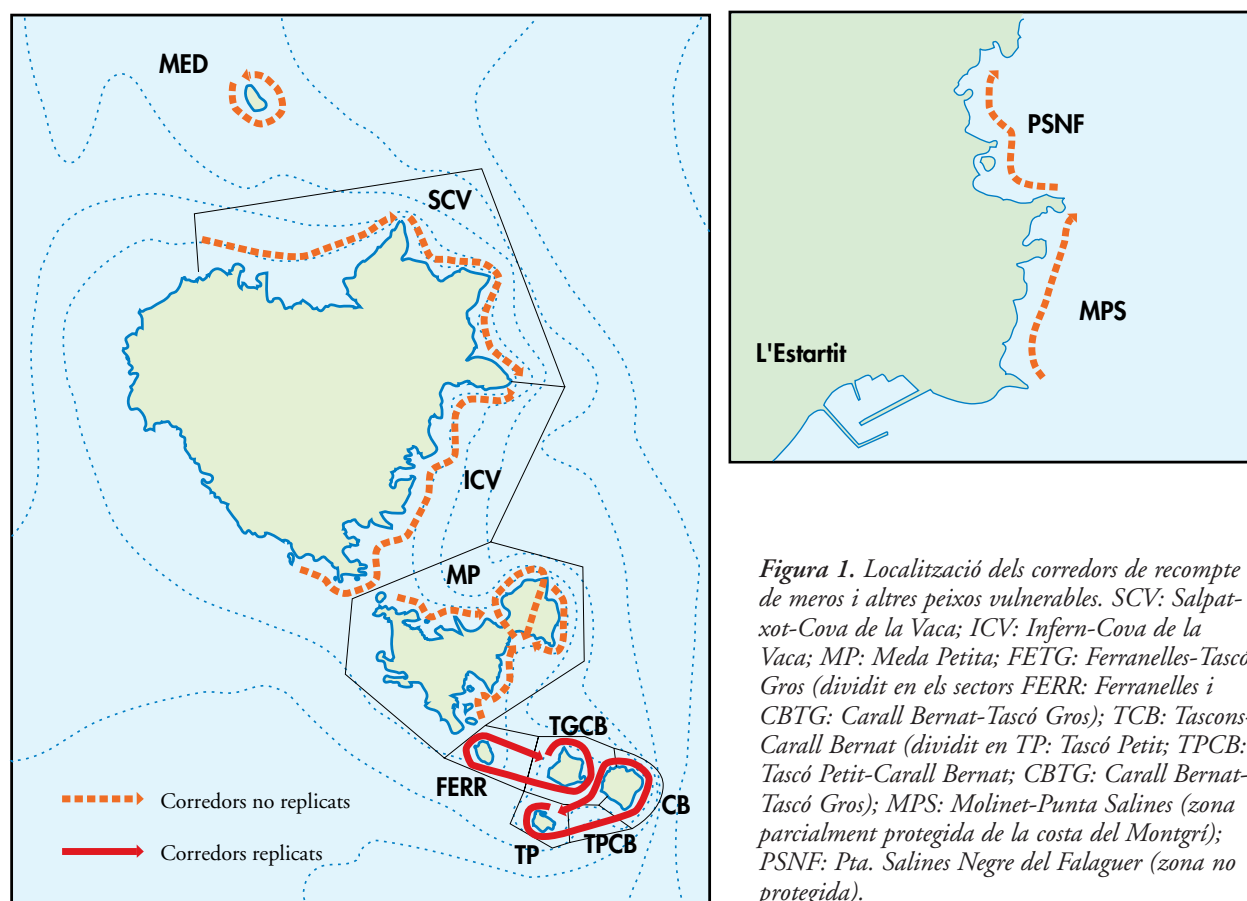 MED
SCV
ICV
MP
TGCB
FERR
CB
TPCB
TP
Corredors no replicats
Corredors replicats
PSNF
MPS
L'Estartit
Figura 1. Localització dels corredors de recompte
de meros i altres peixos vulnerables. SCV: Salpat-
xot-Cova de la Vaca; ICV: Infern-Cova de la
Vaca; MP: Meda Petita; FETG: Ferranelles-Tascó
Gros (dividit en els sectors FERR: Ferranelles i
CBTG: Carall Bernat-Tascó Gros); TCB: Tascons-
Carall Bernat (dividit en TP: Tascó Petit; TPCB:
Tascó Petit-Carall Bernat; CBTG: Carall Bernat-
Tascó Gros); MPS: Molinet-Punta Salines (zona
parcialment protegida de la costa del Montgrí);
PSNF: Pta. Salines Negre del Falaguer (zona no
protegida).